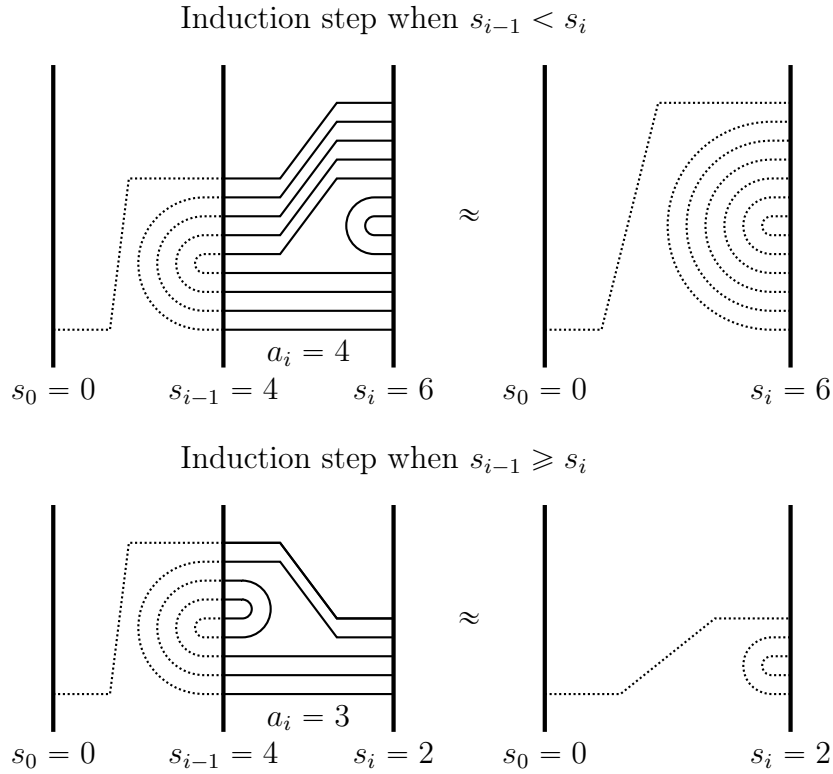 Induction step when $s_{i-1} < s_i$
≈
$a_i = 4$
$s_0 = 0$ $s_{i-1} = 4$ $s_i = 6$ $s_0 = 0$ $s_i = 6$
Induction step when $s_{i-1} \geqslant s_i$
≈
$a_i = 3$
$s_0 = 0$ $s_{i-1} = 4$ $s_i = 2$ $s_0 = 0$ $s_i = 2$